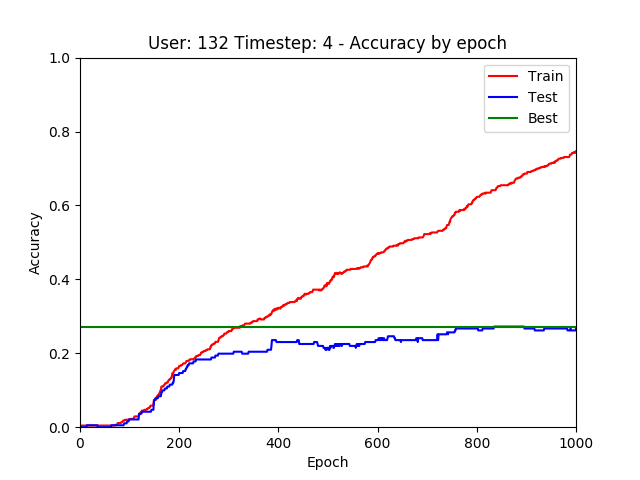 User: 132 Timestep: 4 - Accuracy by epoch
1.0
0.8
0.6
0.4
0.2
0.0
Accuracy
Train
Test
Best
0 200 400 600 800 1000
Epoch